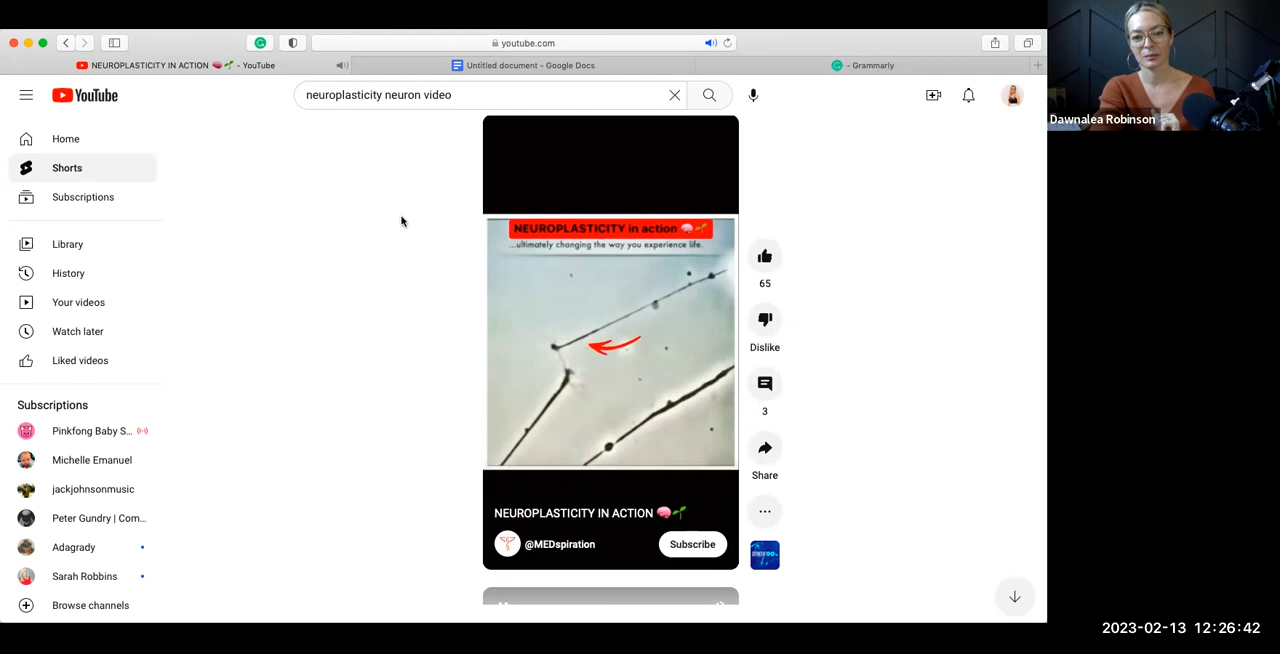 youtube.com
NEUROPLASTICITY IN ACTION 🧠🌱 - YouTube
Untitled document - Google Docs
- Grammarly
YouTube
neuroplasticity neuron video
Home
Shorts
Subscriptions
Library
History
Your videos
Watch later
Liked videos
Subscriptions
Pinkfong Baby S...
Michelle Emanuel
jackjohnsonmusic
Peter Gundry | Com...
Adagrady
Sarah Robbins
Browse channels
NEUROPLASTICITY in action 🧠🌱
...ultimately changing the way you experience life.
NEUROPLASTICITY IN ACTION 🧠🌱
@MEDspiration
Subscribe
65
Dislike
3
Share
Dawnalea Robinson
2023-02-13 12:26:42